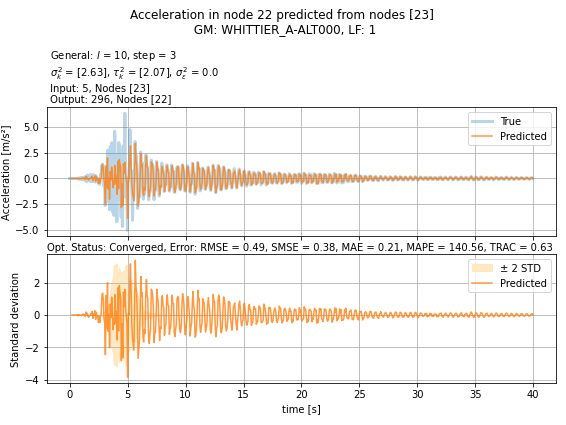 Acceleration in node 22 predicted from nodes [23]
GM: WHITTIER_A-ALT000, LF: 1
General: l = 10, step = 3
σ²ₖ = [2.63], τ²ₖ = [2.07], σ²ε = 0.0
Input: 5, Nodes [23]
Output: 296, Nodes [22]
Acceleration [m/s²]
5.0
2.5
0.0
−2.5
−5.0
True
Predicted
Opt. Status: Converged, Error: RMSE = 0.49, SMSE = 0.38, MAE = 0.21, MAPE = 140.56, TRAC = 0.63
Standard deviation
2
0
−2
−4
± 2 STD
Predicted
0 5 10 15 20 25 30 35 40
time [s]